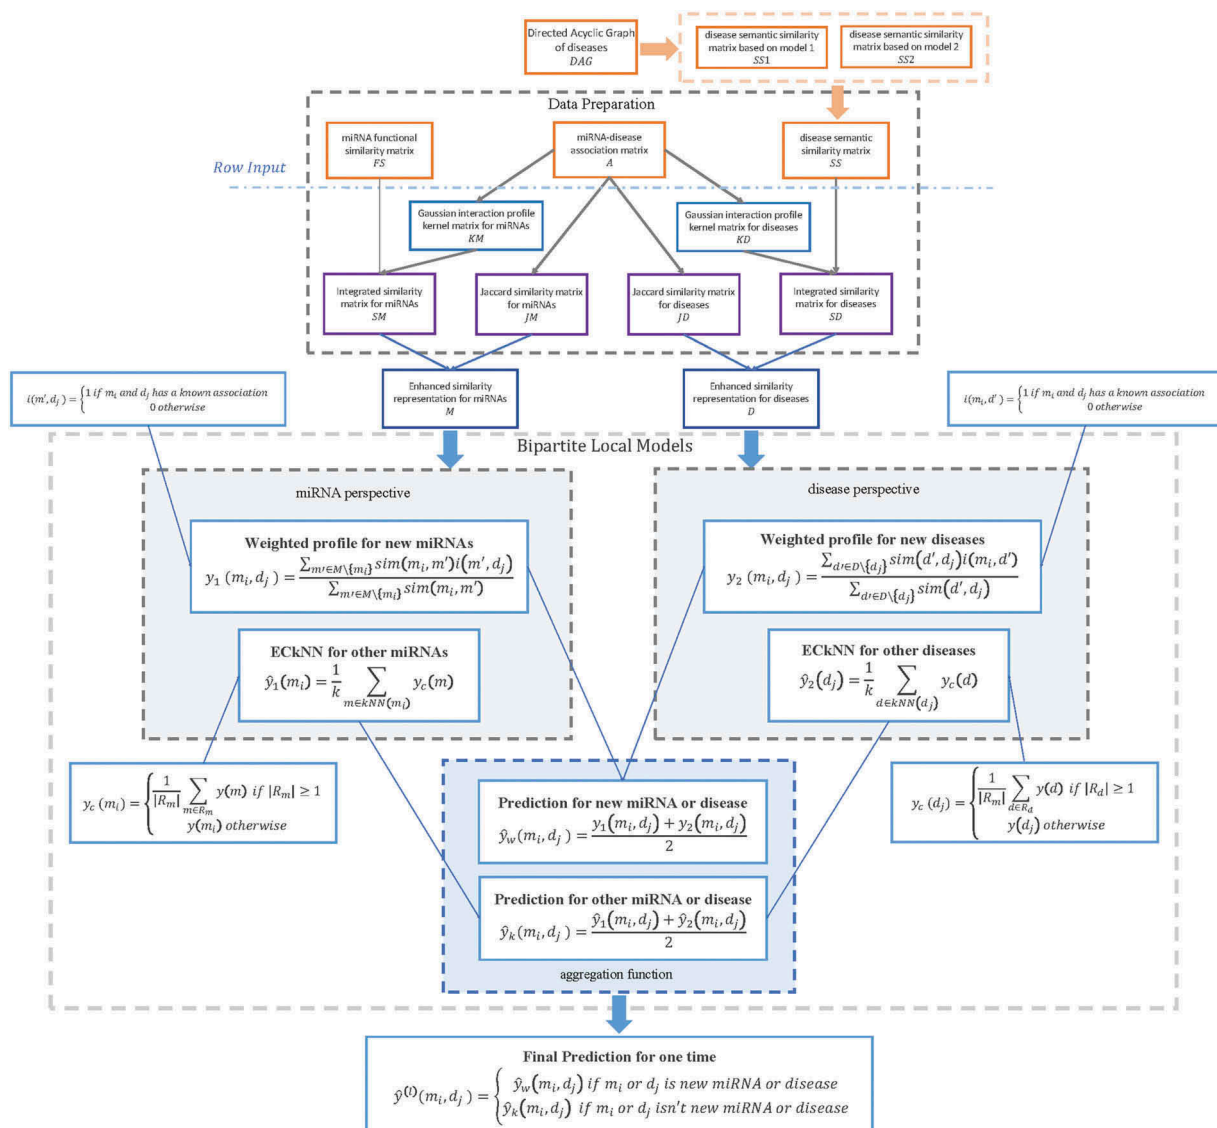 Directed Acyclic Graph
of diseases
DAG
disease semantic similarity
matrix based on model 1
SS1
disease semantic similarity
matrix based on model 2
SS2
Data Preparation
miRNA functional
similarity matrix
FS
miRNA-disease
association matrix
A
disease semantic
similarity matrix
SS
Row Input
Gaussian interaction profile
kernel matrix for miRNAs
KM
Gaussian interaction profile
kernel matrix for diseases
KD
Integrated similarity
matrix for miRNAs
SM
Jaccard similarity matrix
for miRNAs
JM
Jaccard similarity matrix
for diseases
JD
Integrated similarity
matrix for diseases
SD
Enhanced similarity
representation for miRNAs
M
Enhanced similarity
representation for diseases
D
i(m′, d_j) = {1 if m_i and d_j has a known association
0 otherwise
i(m_i, d′) = {1 if m_i and d_j has a known association
0 otherwise
Bipartite Local Models
miRNA perspective
disease perspective
Weighted profile for new miRNAs
y_1 (m_i, d_j) = ∑_{m′∈M\{m_i}} sim(m_i, m′)i(m′, d_j) / ∑_{m′∈M\{m_i}} sim(m_i, m′)
Weighted profile for new diseases
y_2 (m_i, d_j) = ∑_{d′∈D\{d_j}} sim(d′, d_j)i(m_i, d′) / ∑_{d′∈D\{d_j}} sim(d′, d_j)
ECkNN for other miRNAs
ŷ_1(m_i) = 1/k ∑_{m∈kNN(m_i)} y_c(m)
ECkNN for other diseases
ŷ_2(d_j) = 1/k ∑_{d∈kNN(d_j)} y_c(d)
y_c (m_i) = { 1/|R_m| ∑_{m∈R_m} y(m) if |R_m| ≥ 1
y(m_i) otherwise
y_c (d_j) = { 1/|R_m| ∑_{d∈R_d} y(d) if |R_d| ≥ 1
y(d_j) otherwise
Prediction for new miRNA or disease
ŷ_w(m_i, d_j) = y_1(m_i, d_j) + y_2(m_i, d_j) / 2
Prediction for other miRNA or disease
ŷ_k(m_i, d_j) = ŷ_1(m_i, d_j) + ŷ_2(m_i, d_j) / 2
aggregation function
Final Prediction for one time
ŷ^(l)(m_i, d_j) = { ŷ_w(m_i, d_j) if m_i or d_j is new miRNA or disease
ŷ_k(m_i, d_j) if m_i or d_j isn't new miRNA or disease